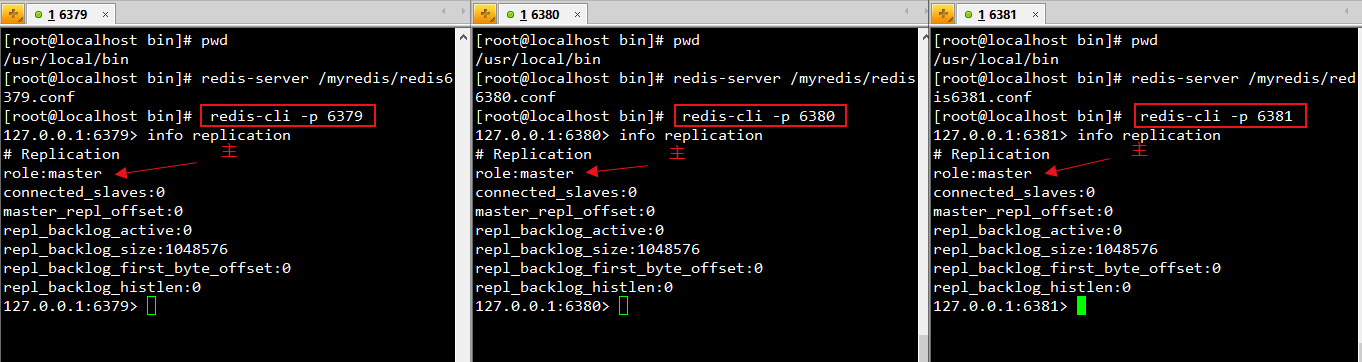 1 6379 ×
[root@localhost bin]# pwd
/usr/local/bin
[root@localhost bin]# redis-server /myredis/redis6
379.conf
[root@localhost bin]# redis-cli -p 6379
127.0.0.1:6379> info replication
主
# Replication
role:master
connected_slaves:0
master_repl_offset:0
repl_backlog_active:0
repl_backlog_size:1048576
repl_backlog_first_byte_offset:0
repl_backlog_histlen:0
127.0.0.1:6379>
1 6380 ×
[root@localhost bin]# pwd
/usr/local/bin
[root@localhost bin]# redis-server /myredis/redis
6380.conf
[root@localhost bin]# redis-cli -p 6380
127.0.0.1:6380> info replication
主
# Replication
role:master
connected_slaves:0
master_repl_offset:0
repl_backlog_active:0
repl_backlog_size:1048576
repl_backlog_first_byte_offset:0
repl_backlog_histlen:0
127.0.0.1:6380>
1 6381 ×
[root@localhost bin]# pwd
/usr/local/bin
[root@localhost bin]# redis-server /myredis/red
is6381.conf
[root@localhost bin]# redis-cli -p 6381
127.0.0.1:6381> info replication
主
# Replication
role:master
connected_slaves:0
master_repl_offset:0
repl_backlog_active:0
repl_backlog_size:1048576
repl_backlog_first_byte_offset:0
repl_backlog_histlen:0
127.0.0.1:6381>